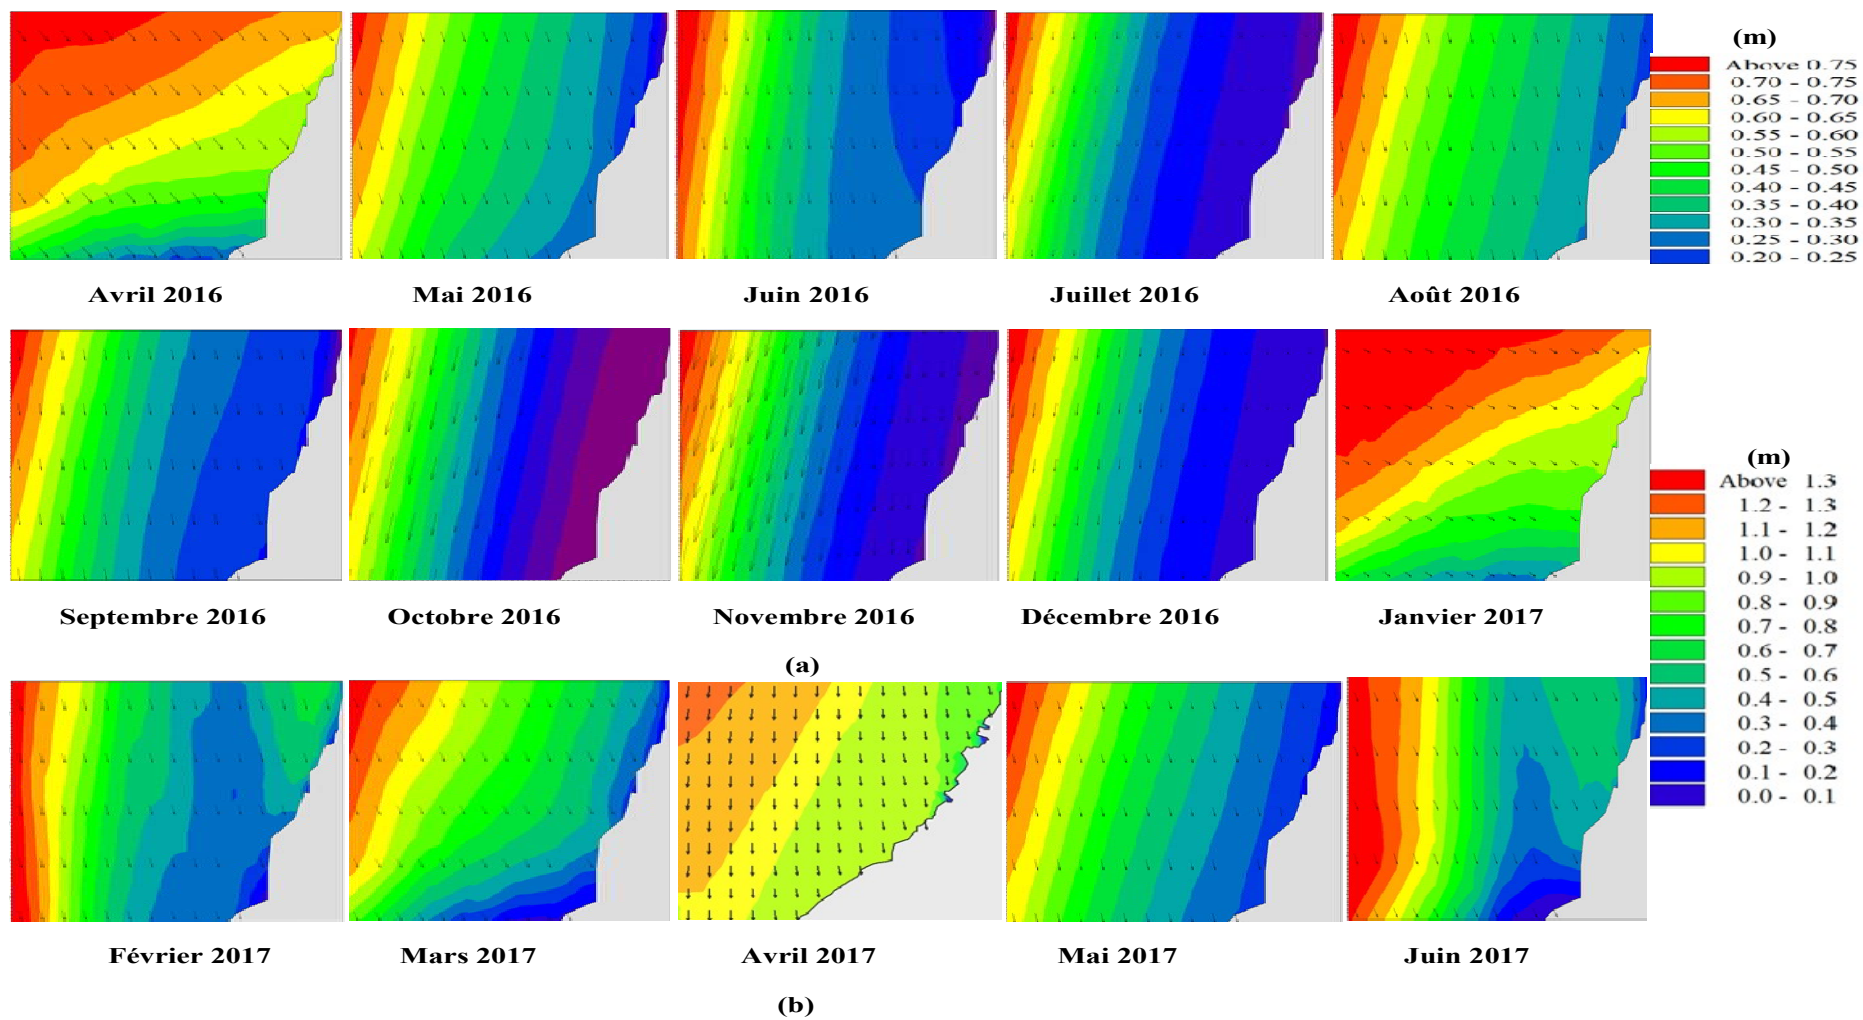 (m)
Above 0.75
0.70 - 0.75
0.65 - 0.70
0.60 - 0.65
0.55 - 0.60
0.50 - 0.55
0.45 - 0.50
0.40 - 0.45
0.35 - 0.40
0.30 - 0.35
0.25 - 0.30
0.20 - 0.25
Avril 2016
Mai 2016
Juin 2016
Juillet 2016
Août 2016
(m)
Above 1.3
1.2 - 1.3
1.1 - 1.2
1.0 - 1.1
0.9 - 1.0
0.8 - 0.9
0.7 - 0.8
0.6 - 0.7
0.5 - 0.6
0.4 - 0.5
0.3 - 0.4
0.2 - 0.3
0.1 - 0.2
0.0 - 0.1
Septembre 2016
Octobre 2016
Novembre 2016
Décembre 2016
Janvier 2017
(a)
Février 2017
Mars 2017
Avril 2017
Mai 2017
Juin 2017
(b)